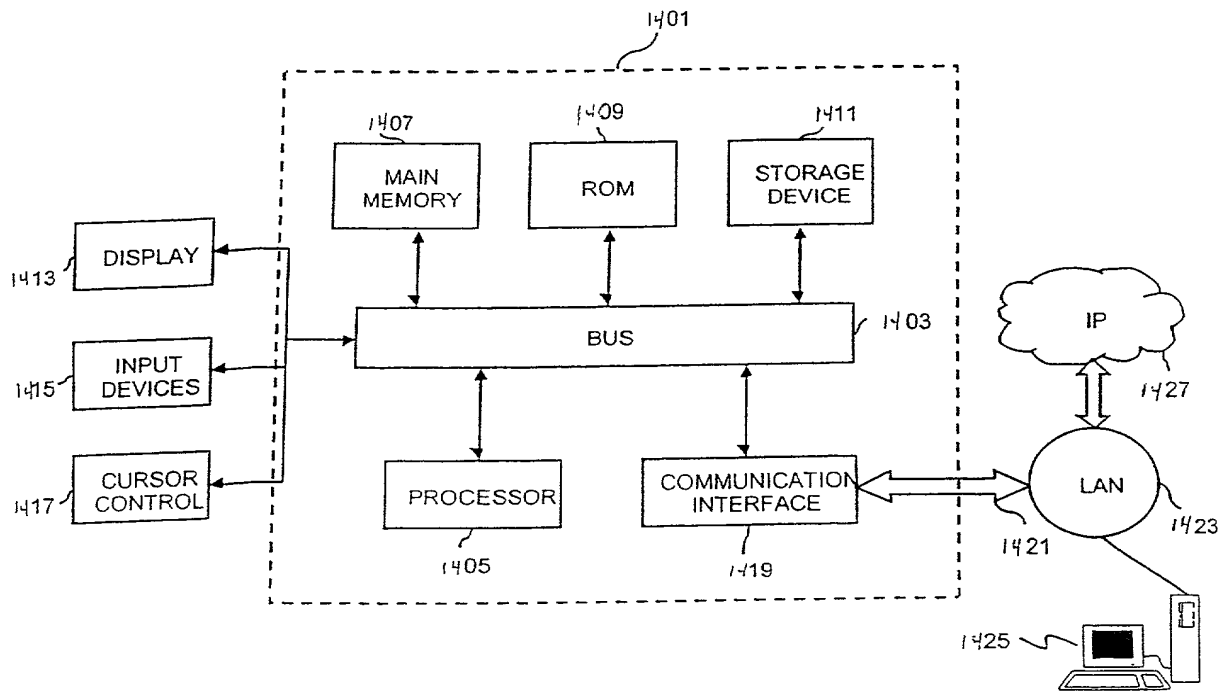 1401
1407
1409
1411
MAIN
MEMORY
ROM
STORAGE
DEVICE
DISPLAY
1413
BUS
1403
IP
1427
INPUT
DEVICES
1415
CURSOR
CONTROL
1417
PROCESSOR
1405
COMMUNICATION
INTERFACE
1419
1421
LAN
1423
1425